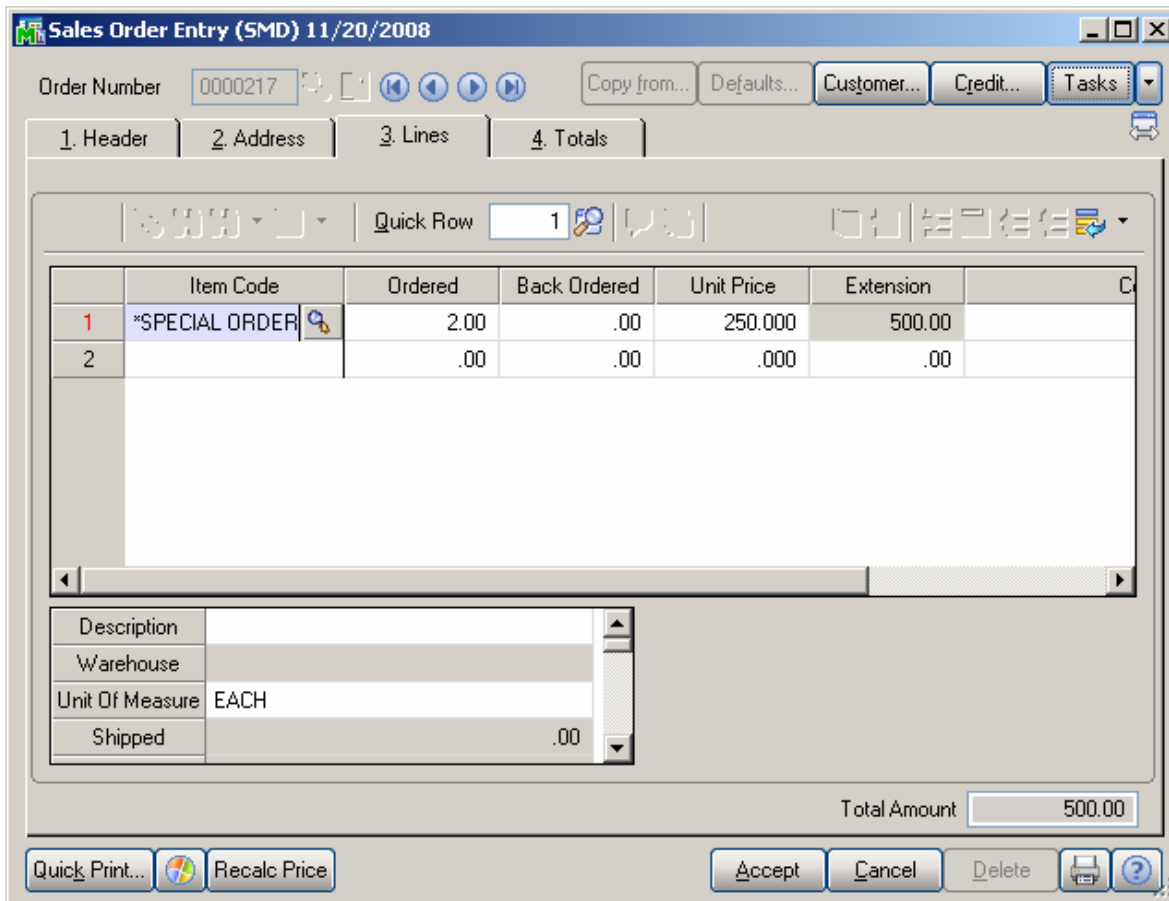 Sales Order Entry (SMD) 11/20/2008
Order Number 0000217 Copy from... Defaults... Customer... Credit... Tasks
1. Header 2. Address 3. Lines 4. Totals
Quick Row 1
Item Code Ordered Back Ordered Unit Price Extension
1 *SPECIAL ORDER 2.00 .00 250.000 500.00
2 .00 .00 .000 .00
Description
Warehouse
Unit Of Measure EACH
Shipped .00
Total Amount 500.00
Quick Print... Recalc Price Accept Cancel Delete